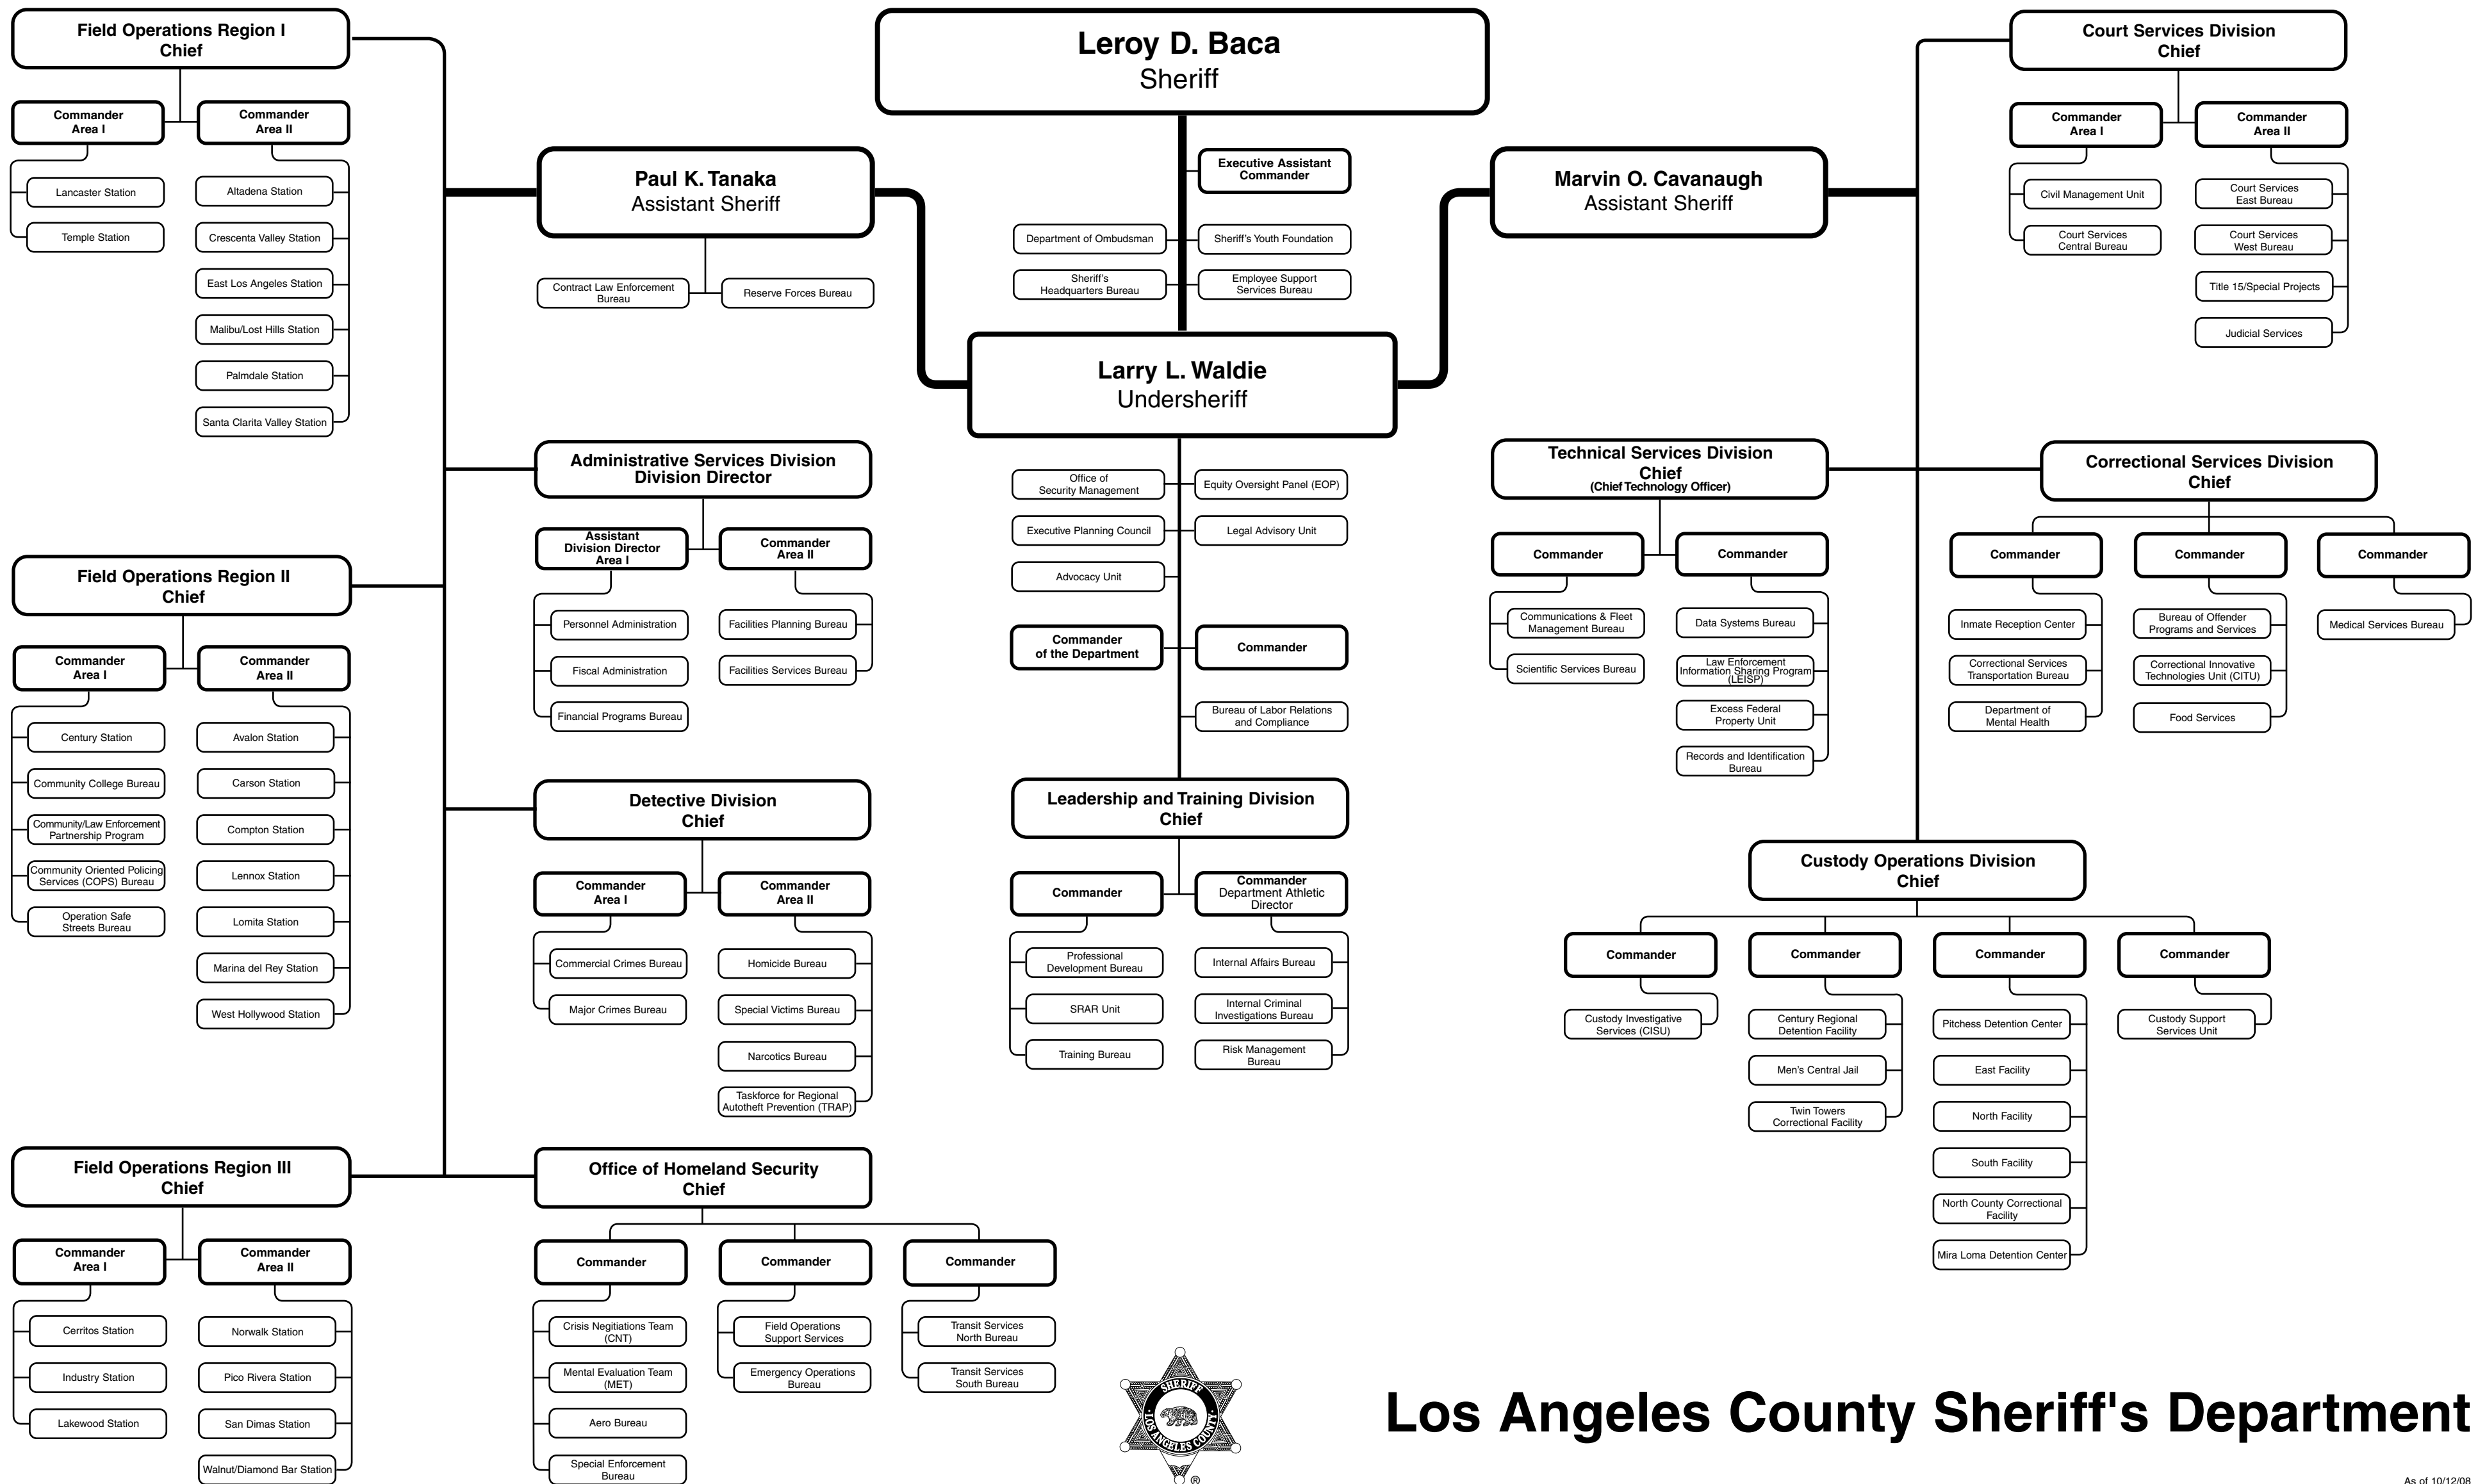 Field Operations Region I
Chief
Commander
Area I
Lancaster Station
Temple Station
Commander
Area II
Altadena Station
Crescenta Valley Station
East Los Angeles Station
Malibu/Lost Hills Station
Palmdale Station
Santa Clarita Valley Station
Leroy D. Baca
Sheriff
Executive Assistant
Commander
Department of Ombudsman
Sheriff's Youth Foundation
Sheriff's
Headquarters Bureau
Employee Support
Services Bureau
Paul K. Tanaka
Assistant Sheriff
Contract Law Enforcement
Bureau
Reserve Forces Bureau
Marvin O. Cavanaugh
Assistant Sheriff
Larry L. Waldie
Undersheriff
Court Services Division
Chief
Commander
Area I
Civil Management Unit
Court Services
Central Bureau
Commander
Area II
Court Services
East Bureau
Court Services
West Bureau
Title 15/Special Projects
Judicial Services
Administrative Services Division
Division Director
Assistant
Division Director
Area I
Personnel Administration
Fiscal Administration
Financial Programs Bureau
Commander
Area II
Facilities Planning Bureau
Facilities Services Bureau
Office of
Security Management
Equity Oversight Panel (EOP)
Executive Planning Council
Legal Advisory Unit
Advocacy Unit
Commander
of the Department
Commander
Bureau of Labor Relations
and Compliance
Technical Services Division
Chief
(Chief Technology Officer)
Commander
Communications & Fleet
Management Bureau
Scientific Services Bureau
Commander
Data Systems Bureau
Law Enforcement
Information Sharing Program
(LEISP)
Excess Federal
Property Unit
Records and Identification
Bureau
Correctional Services Division
Chief
Commander
Inmate Reception Center
Correctional Services
Transportation Bureau
Department of
Mental Health
Commander
Bureau of Offender
Programs and Services
Correctional Innovative
Technologies Unit (CITU)
Food Services
Commander
Medical Services Bureau
Field Operations Region II
Chief
Commander
Area I
Century Station
Community College Bureau
Community/Law Enforcement
Partnership Program
Community Oriented Policing
Services (COPS) Bureau
Operation Safe
Streets Bureau
Commander
Area II
Avalon Station
Carson Station
Compton Station
Lennox Station
Lomita Station
Marina del Rey Station
West Hollywood Station
Detective Division
Chief
Commander
Area I
Commercial Crimes Bureau
Major Crimes Bureau
Commander
Area II
Homicide Bureau
Special Victims Bureau
Narcotics Bureau
Taskforce for Regional
Autotheft Prevention (TRAP)
Leadership and Training Division
Chief
Commander
Professional
Development Bureau
SRAR Unit
Training Bureau
Commander
Department Athletic
Director
Internal Affairs Bureau
Internal Criminal
Investigations Bureau
Risk Management
Bureau
Custody Operations Division
Chief
Commander
Custody Investigative
Services (CISU)
Commander
Century Regional
Detention Facility
Men's Central Jail
Twin Towers
Correctional Facility
Commander
Pitchess Detention Center
East Facility
North Facility
South Facility
North County Correctional
Facility
Mira Loma Detention Center
Commander
Custody Support
Services Unit
Field Operations Region III
Chief
Commander
Area I
Cerritos Station
Industry Station
Lakewood Station
Commander
Area II
Norwalk Station
Pico Rivera Station
San Dimas Station
Walnut/Diamond Bar Station
Office of Homeland Security
Chief
Commander
Crisis Negitiations Team
(CNT)
Mental Evaluation Team
(MET)
Aero Bureau
Special Enforcement
Bureau
Commander
Field Operations
Support Services
Emergency Operations
Bureau
Commander
Transit Services
North Bureau
Transit Services
South Bureau
SHERIFF
LOS ANGELES COUNTY
®
Los Angeles County Sheriff's Department
As of 10/12/08